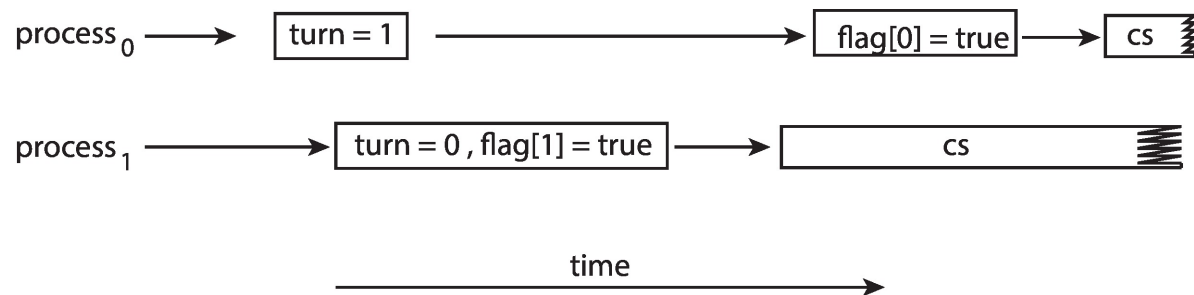 process0 turn = 1 flag[0] = true cs
process1 turn = 0 , flag[1] = true cs
time